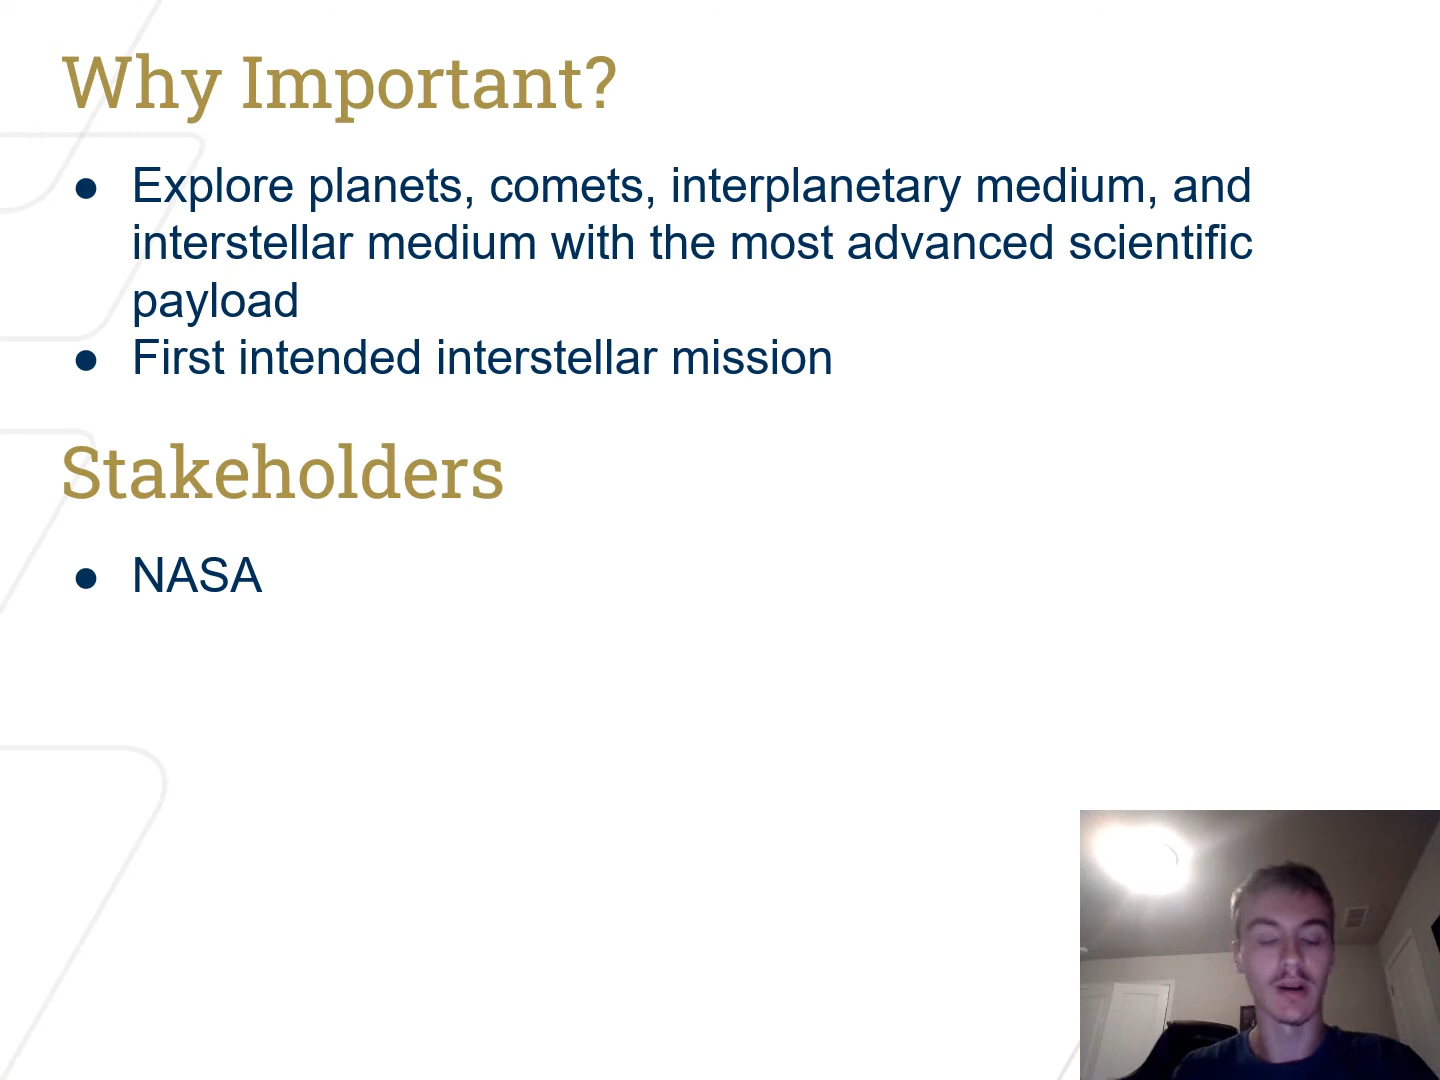 Why Important?
● Explore planets, comets, interplanetary medium, and
interstellar medium with the most advanced scientific
payload
● First intended interstellar mission
Stakeholders
● NASA